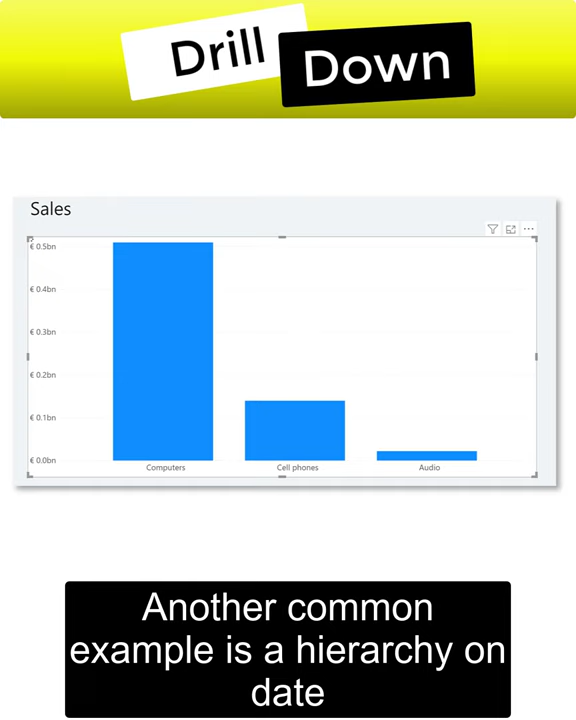 Drill
Down
Sales
€ 0.5bn
€ 0.4bn
€ 0.3bn
€ 0.2bn
€ 0.1bn
€ 0.0bn
Computers
Cell phones
Audio
Another common
example is a hierarchy on
date